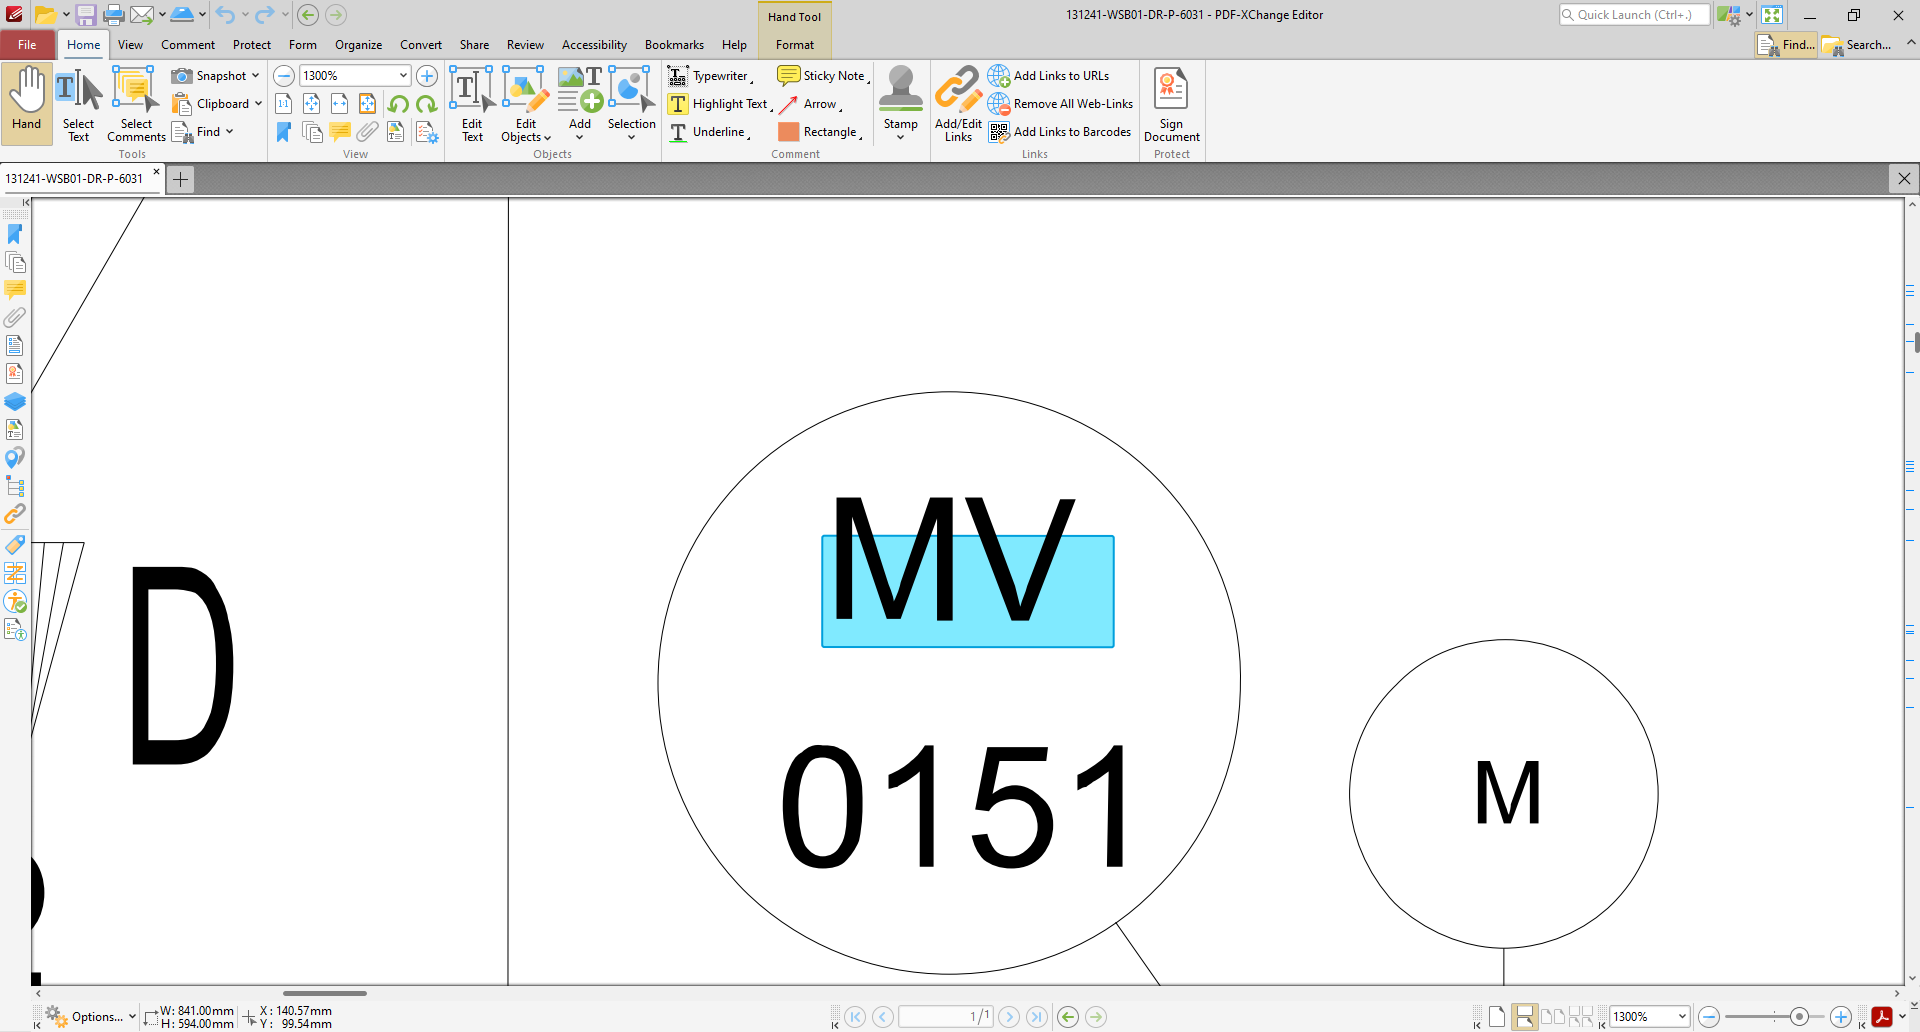 Hand Tool
131241-WSB01-DR-P-6031 - PDF-XChange Editor
Quick Launch (Ctrl+.)
File
Home
View
Comment
Protect
Form
Organize
Convert
Share
Review
Accessibility
Bookmarks
Help
Format
Find...
Search...
Hand
Select Text
Select Comments
Snapshot
Clipboard
Find
Tools
1300%
1:1
View
Edit Text
Edit Objects
Add
Selection
Objects
Typewriter
Highlight Text
Underline
Sticky Note
Arrow
Rectangle
Comment
Stamp
Add/Edit Links
Add Links to URLs
Remove All Web-Links
Add Links to Barcodes
Links
Sign Document
Protect
131241-WSB01-DR-P-6031
MV
0151
D
M
Options...
W: 841.00mm
H: 594.00mm
X : 140.57mm
Y : 99.54mm
1/1
1300%